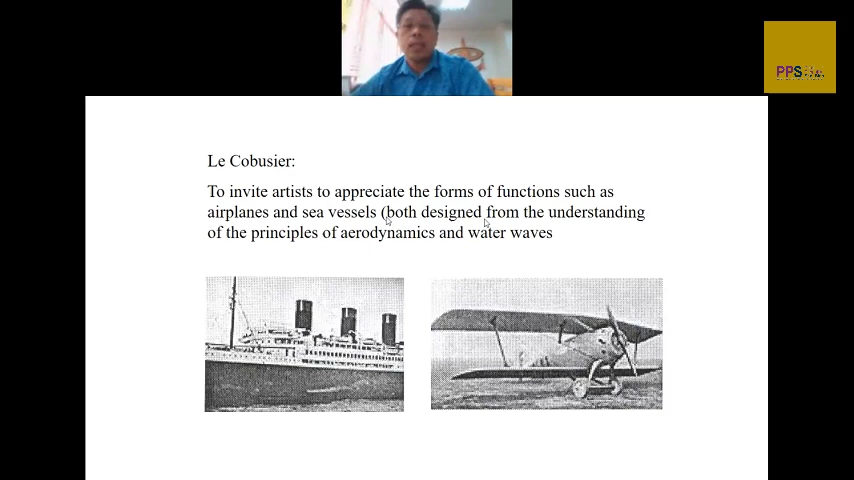 PPS
Le Cobusier:
To invite artists to appreciate the forms of functions such as
airplanes and sea vessels (both designed from the understanding
of the principles of aerodynamics and water waves